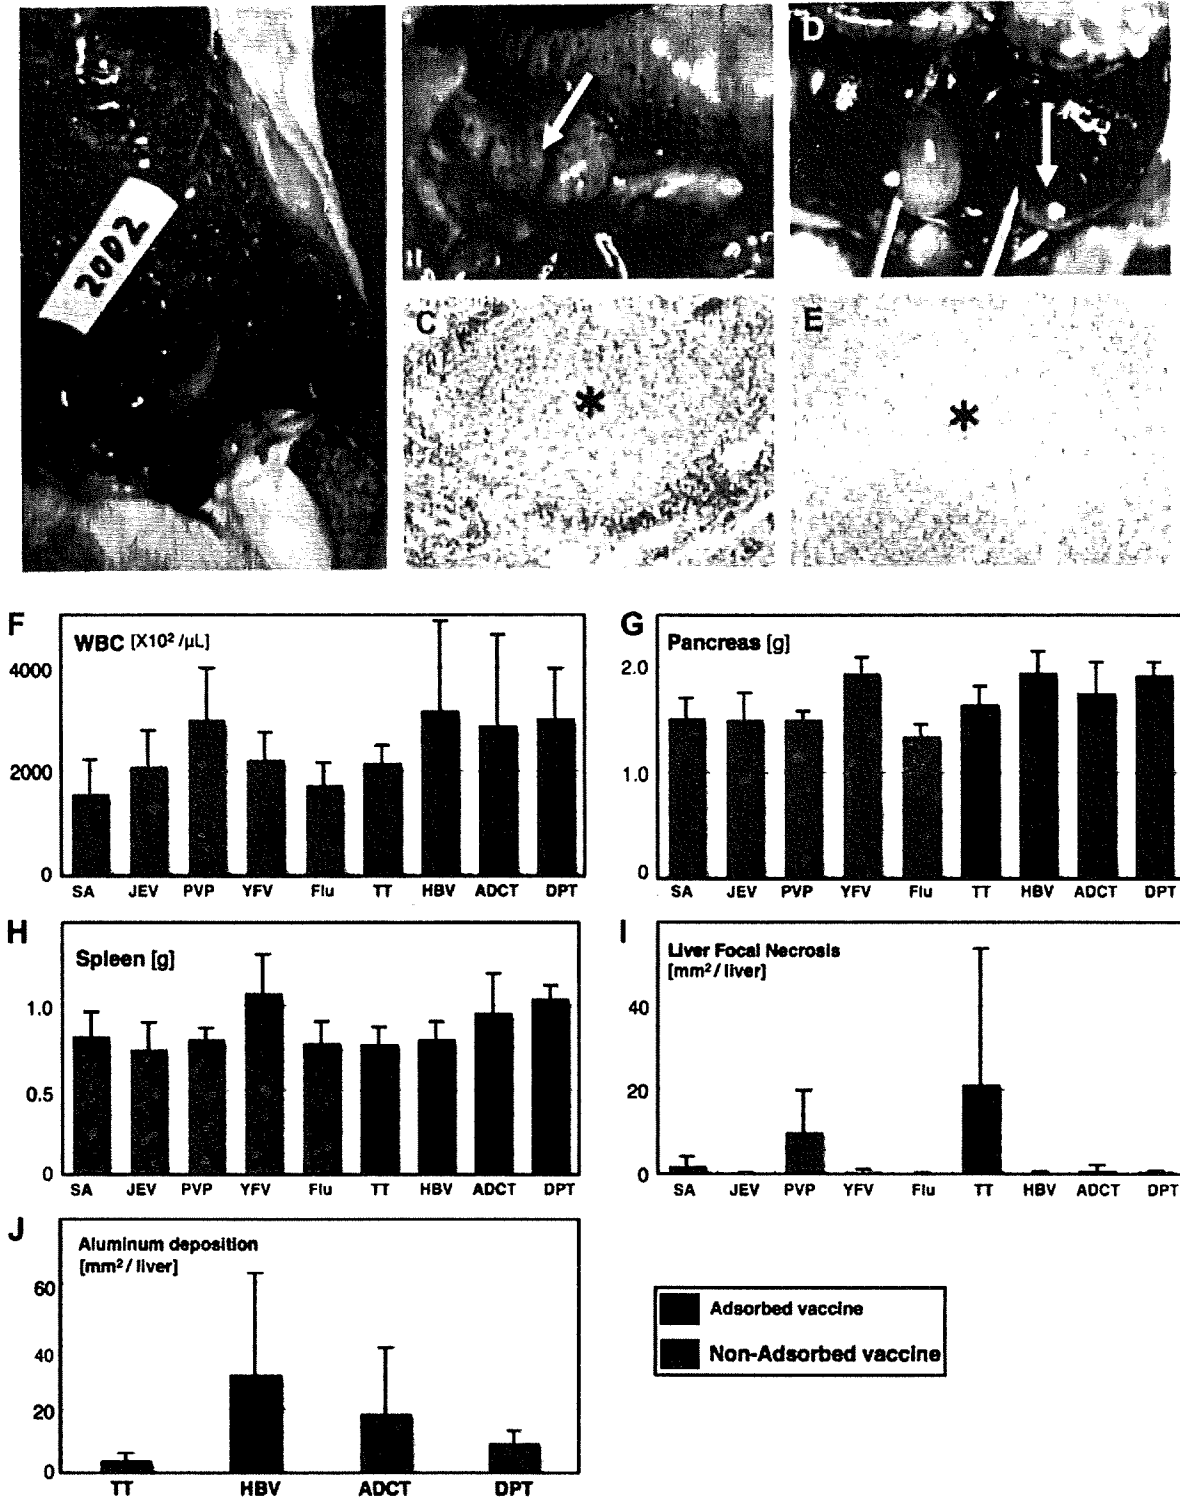 2002
D
C
E
*
*
F
WBC [X10² /µL]
4000
2000
0
SA JEV PVP YFV Flu TT HBV ADCT DPT
G
Pancreas [g]
2.0
1.0
0
SA JEV PVP YFV Flu TT HBV ADCT DPT
H
Spleen [g]
1.0
0.5
0
SA JEV PVP YFV Flu TT HBV ADCT DPT
I
Liver Focal Necrosis
[mm² / liver]
40
20
0
SA JEV PVP YFV Flu TT HBV ADCT DPT
J
Aluminum deposition
[mm² / liver]
60
40
20
0
TT HBV ADCT DPT
Adsorbed vaccine
Non-Adsorbed vaccine